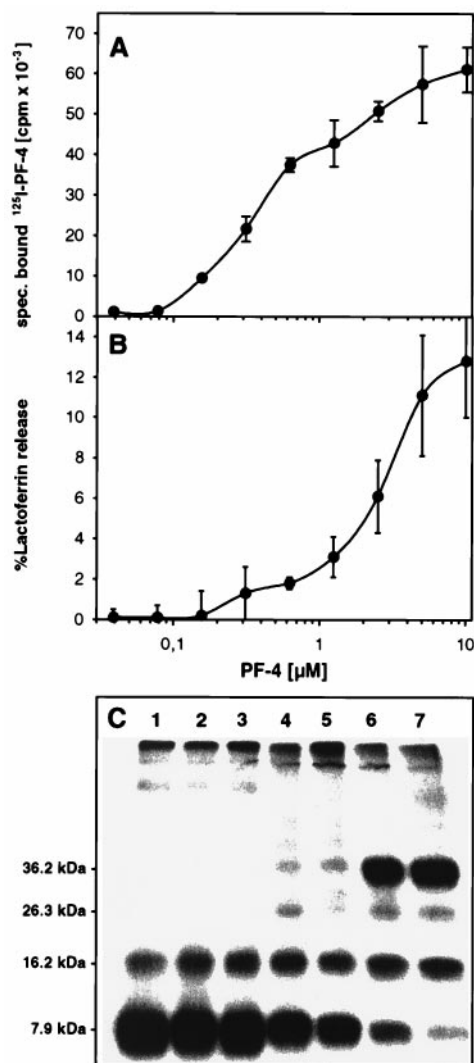 A
spec. bound ¹²⁵I-PF-4 [cpm x 10⁻³]
70
60
50
40
30
20
10
0
B
%Lactoferrin release
14
12
10
8
6
4
2
0
0,1 1 10
PF-4 [µM]
C 1 2 3 4 5 6 7
36.2 kDa
26.3 kDa
16.2 kDa
7.9 kDa